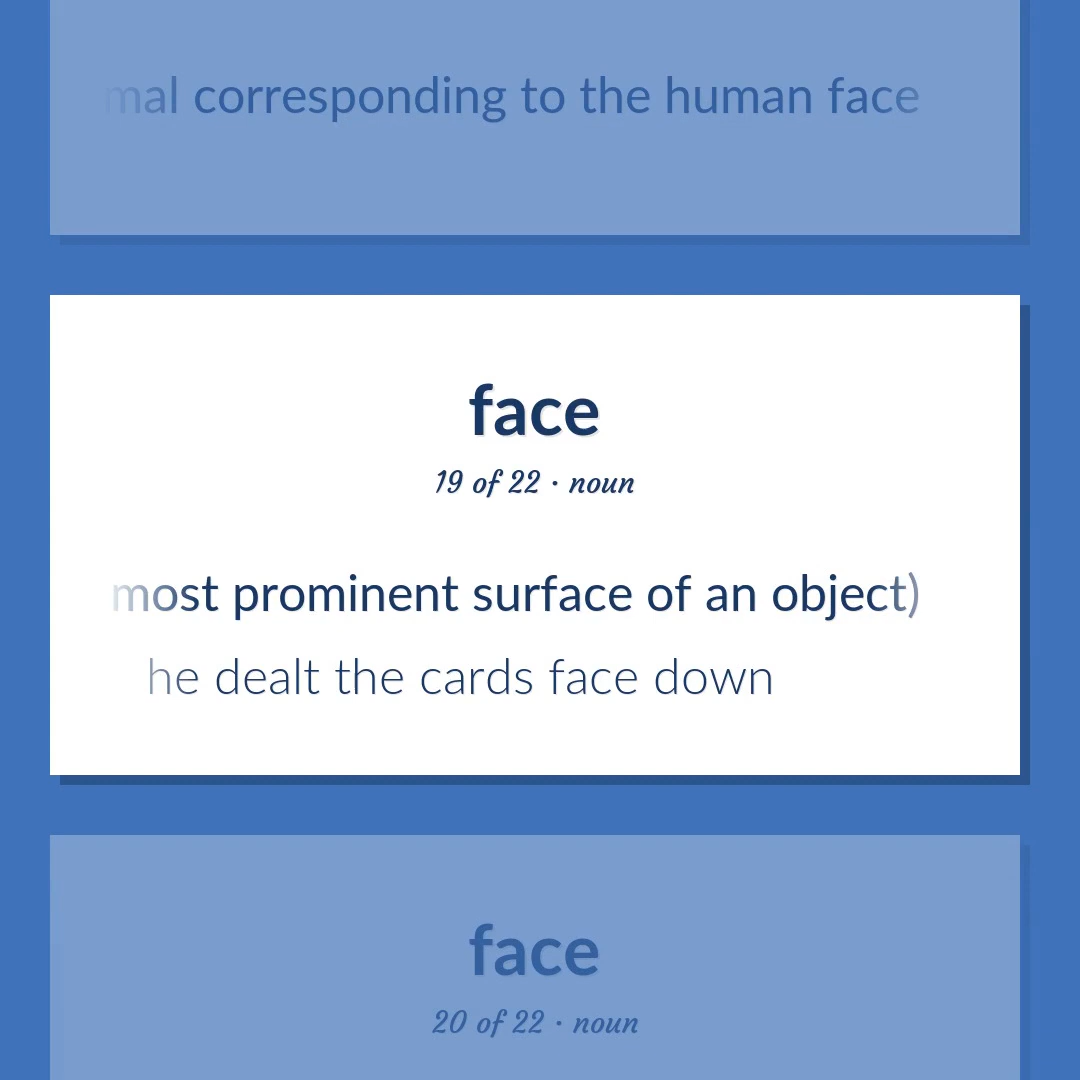 mal corresponding to the human face
face
19 of 22 · noun
most prominent surface of an object)
he dealt the cards face down
face
20 of 22 · noun